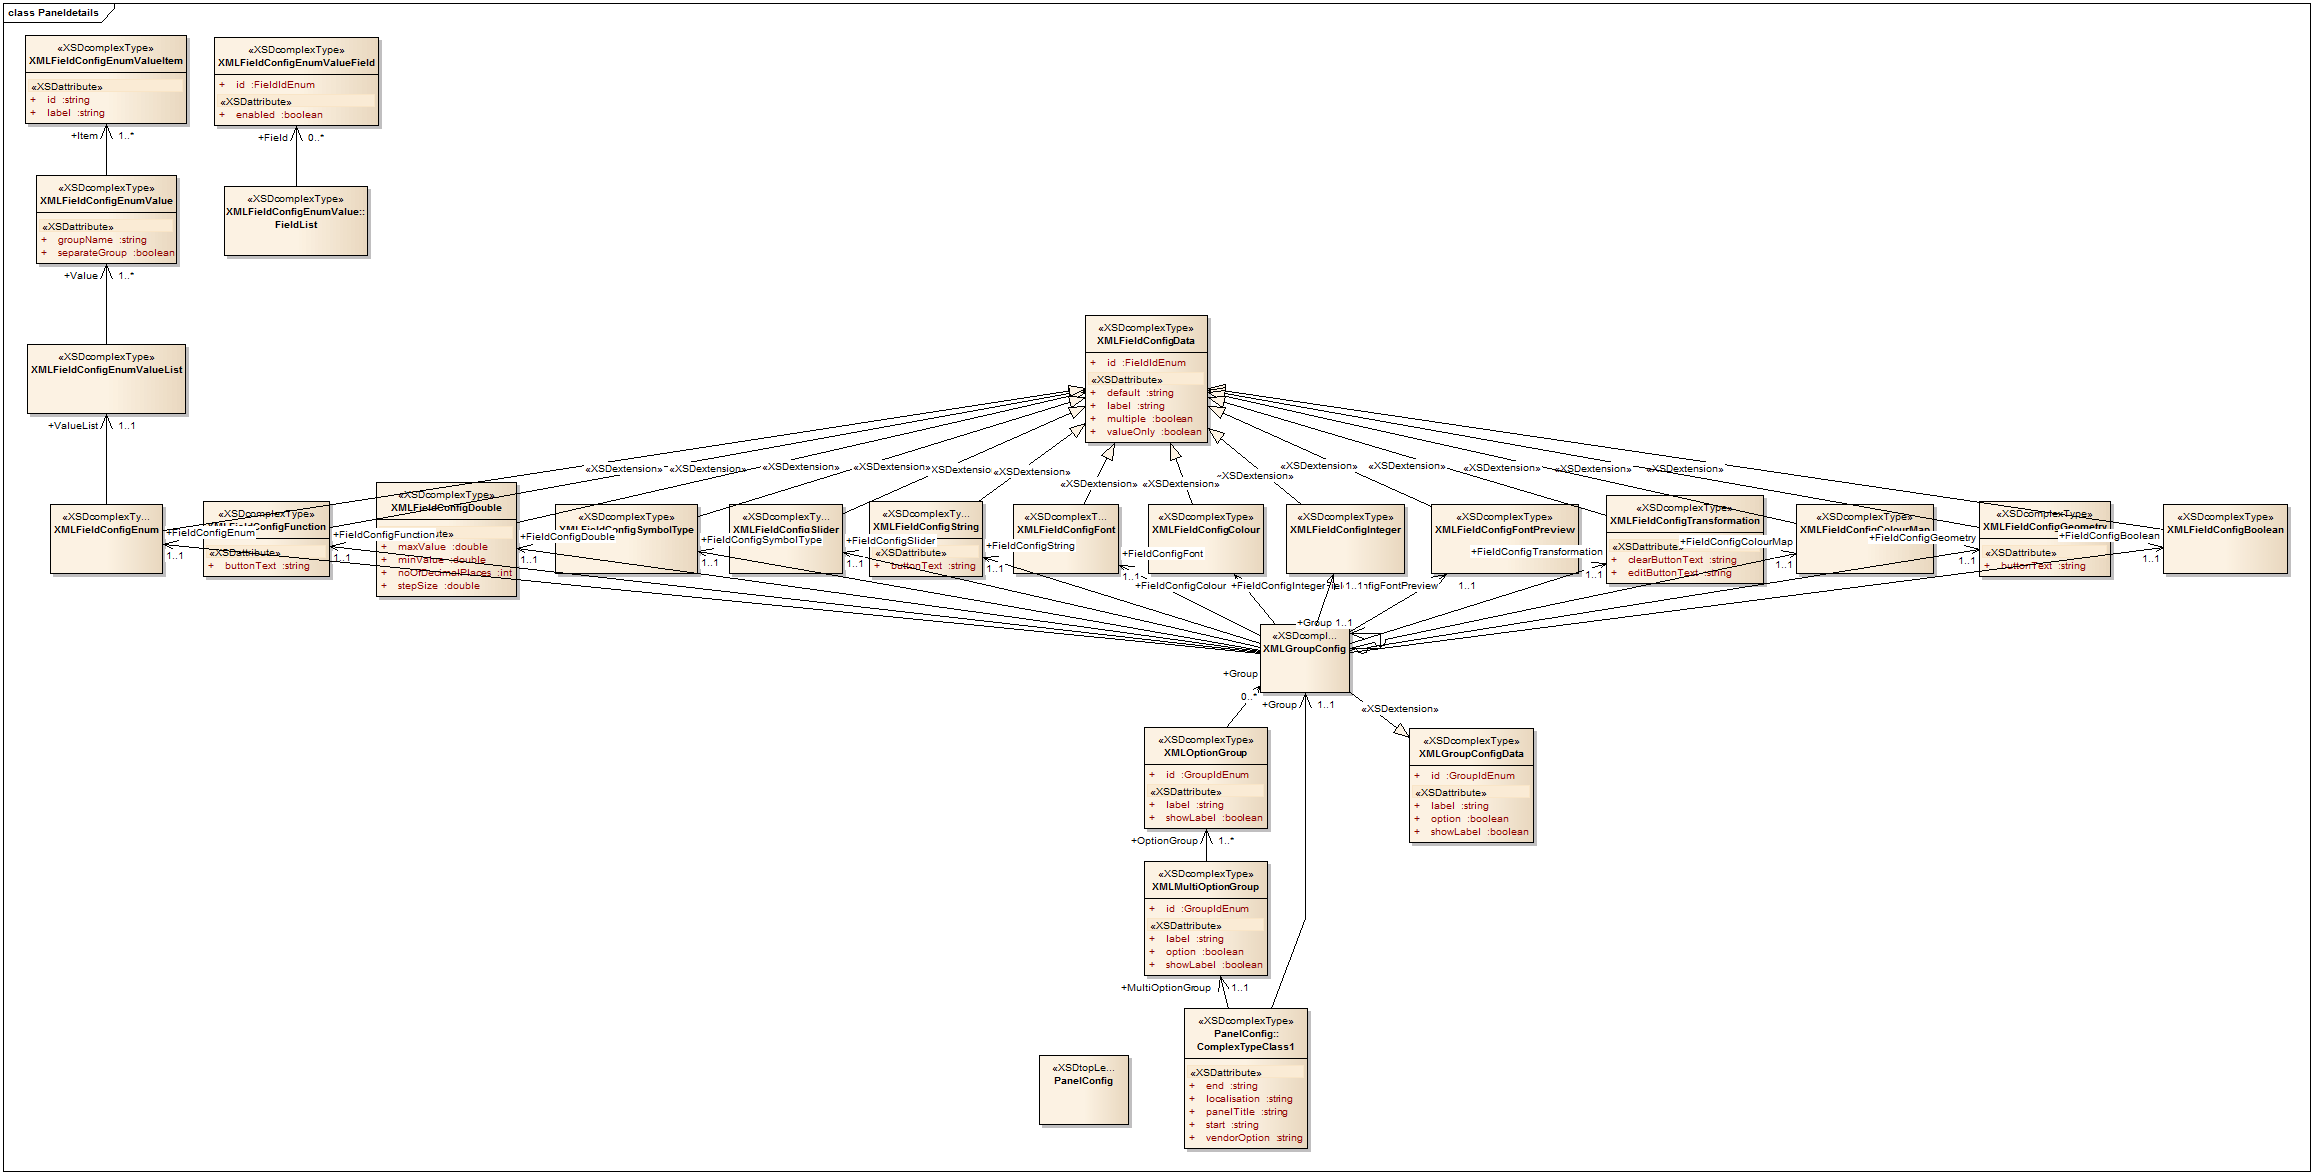 class Paneldetails
«XSDcomplexType»
XMLFieldConfigEnumValueItem
«XSDattribute»
+ id :string
+ label :string
+Item 1..*
«XSDcomplexType»
XMLFieldConfigEnumValueField
+ id :FieldIdEnum
«XSDattribute»
+ enabled :boolean
+Field 0..*
«XSDcomplexType»
XMLFieldConfigEnumValue
«XSDattribute»
+ groupName :string
+ separateGroup :boolean
+Value 1..*
«XSDcomplexType»
XMLFieldConfigEnumValue::
FieldList
«XSDcomplexType»
XMLFieldConfigEnumValueList
+ValueList 1..1
«XSDcomplexType»
XMLFieldConfigData
+ id :FieldIdEnum
«XSDattribute»
+ default :string
+ label :string
+ multiple :boolean
+ valueOnly :boolean
«XSDextension»
«XSDextension»
«XSDextension»
«XSDextension»
XSDextension»
«XSDextension»
«XSDextension»
«XSDextension»
«XSDextension»
«XSDextension»
«XSDextension»
«XSDextension»
«XSDextension»
«XSDextension»
«XSDcomplexTy...
XMLFieldConfigEnum
+FieldConfigEnum
1..1
«XSDcomplexType»
XMLFieldConfigFunction
«XSDattribute»
+ buttonText :string
+FieldConfigFunction
1..1
«XSDcomplexType»
XMLFieldConfigDouble
+ maxValue :double
+ minValue :double
+ noOfDecimalPlaces :int
+ stepSize :double
+FieldConfigDouble
1..1
«XSDcomplexType»
XMLFieldConfigSymbolType
+FieldConfigSymbolType
1..1
«XSDcomplexTy...
XMLFieldConfigSlider
+FieldConfigSlider
1..1
«XSDcomplexTy...
XMLFieldConfigString
«XSDattribute»
+ buttonText :string
+FieldConfigString
1..1
«XSDcomplexT...
XMLFieldConfigFont
+FieldConfigFont
1..1
«XSDcomplexType»
XMLFieldConfigColour
+FieldConfigColour
«XSDcomplexType»
XMLFieldConfigInteger
+FieldConfigInteger
1..1
«XSDcomplexType»
XMLFieldConfigFontPreview
nfigFontPreview 1..1
«XSDcomplexType»
XMLFieldConfigTransformation
«XSDattribute»
+ clearButtonText :string
+ editButtonText :string
+FieldConfigTransformation
1..1
«XSDcomplexType»
XMLFieldConfigColourMap
+FieldConfigColourMap
1..1
«XSDcomplexType»
XMLFieldConfigGeometry
«XSDattribute»
+ buttonText :string
+FieldConfigGeometry
1..1
«XSDcomplexType»
XMLFieldConfigBoolean
+FieldConfigBoolean
1..1
+Group 1..1
«XSDcompl...
XMLGroupConfig
+Group
0..*
+Group 1..1
«XSDextension»
«XSDcomplexType»
XMLOptionGroup
+ id :GroupIdEnum
«XSDattribute»
+ label :string
+ showLabel :boolean
+OptionGroup 1..*
«XSDcomplexType»
XMLGroupConfigData
+ id :GroupIdEnum
«XSDattribute»
+ label :string
+ option :boolean
+ showLabel :boolean
«XSDcomplexType»
XMLMultiOptionGroup
+ id :GroupIdEnum
«XSDattribute»
+ label :string
+ option :boolean
+ showLabel :boolean
+MultiOptionGroup 1..1
«XSDtopLe...
PanelConfig
«XSDcomplexType»
PanelConfig::
ComplexTypeClass1
«XSDattribute»
+ end :string
+ localisation :string
+ panelTitle :string
+ start :string
+ vendorOption :string